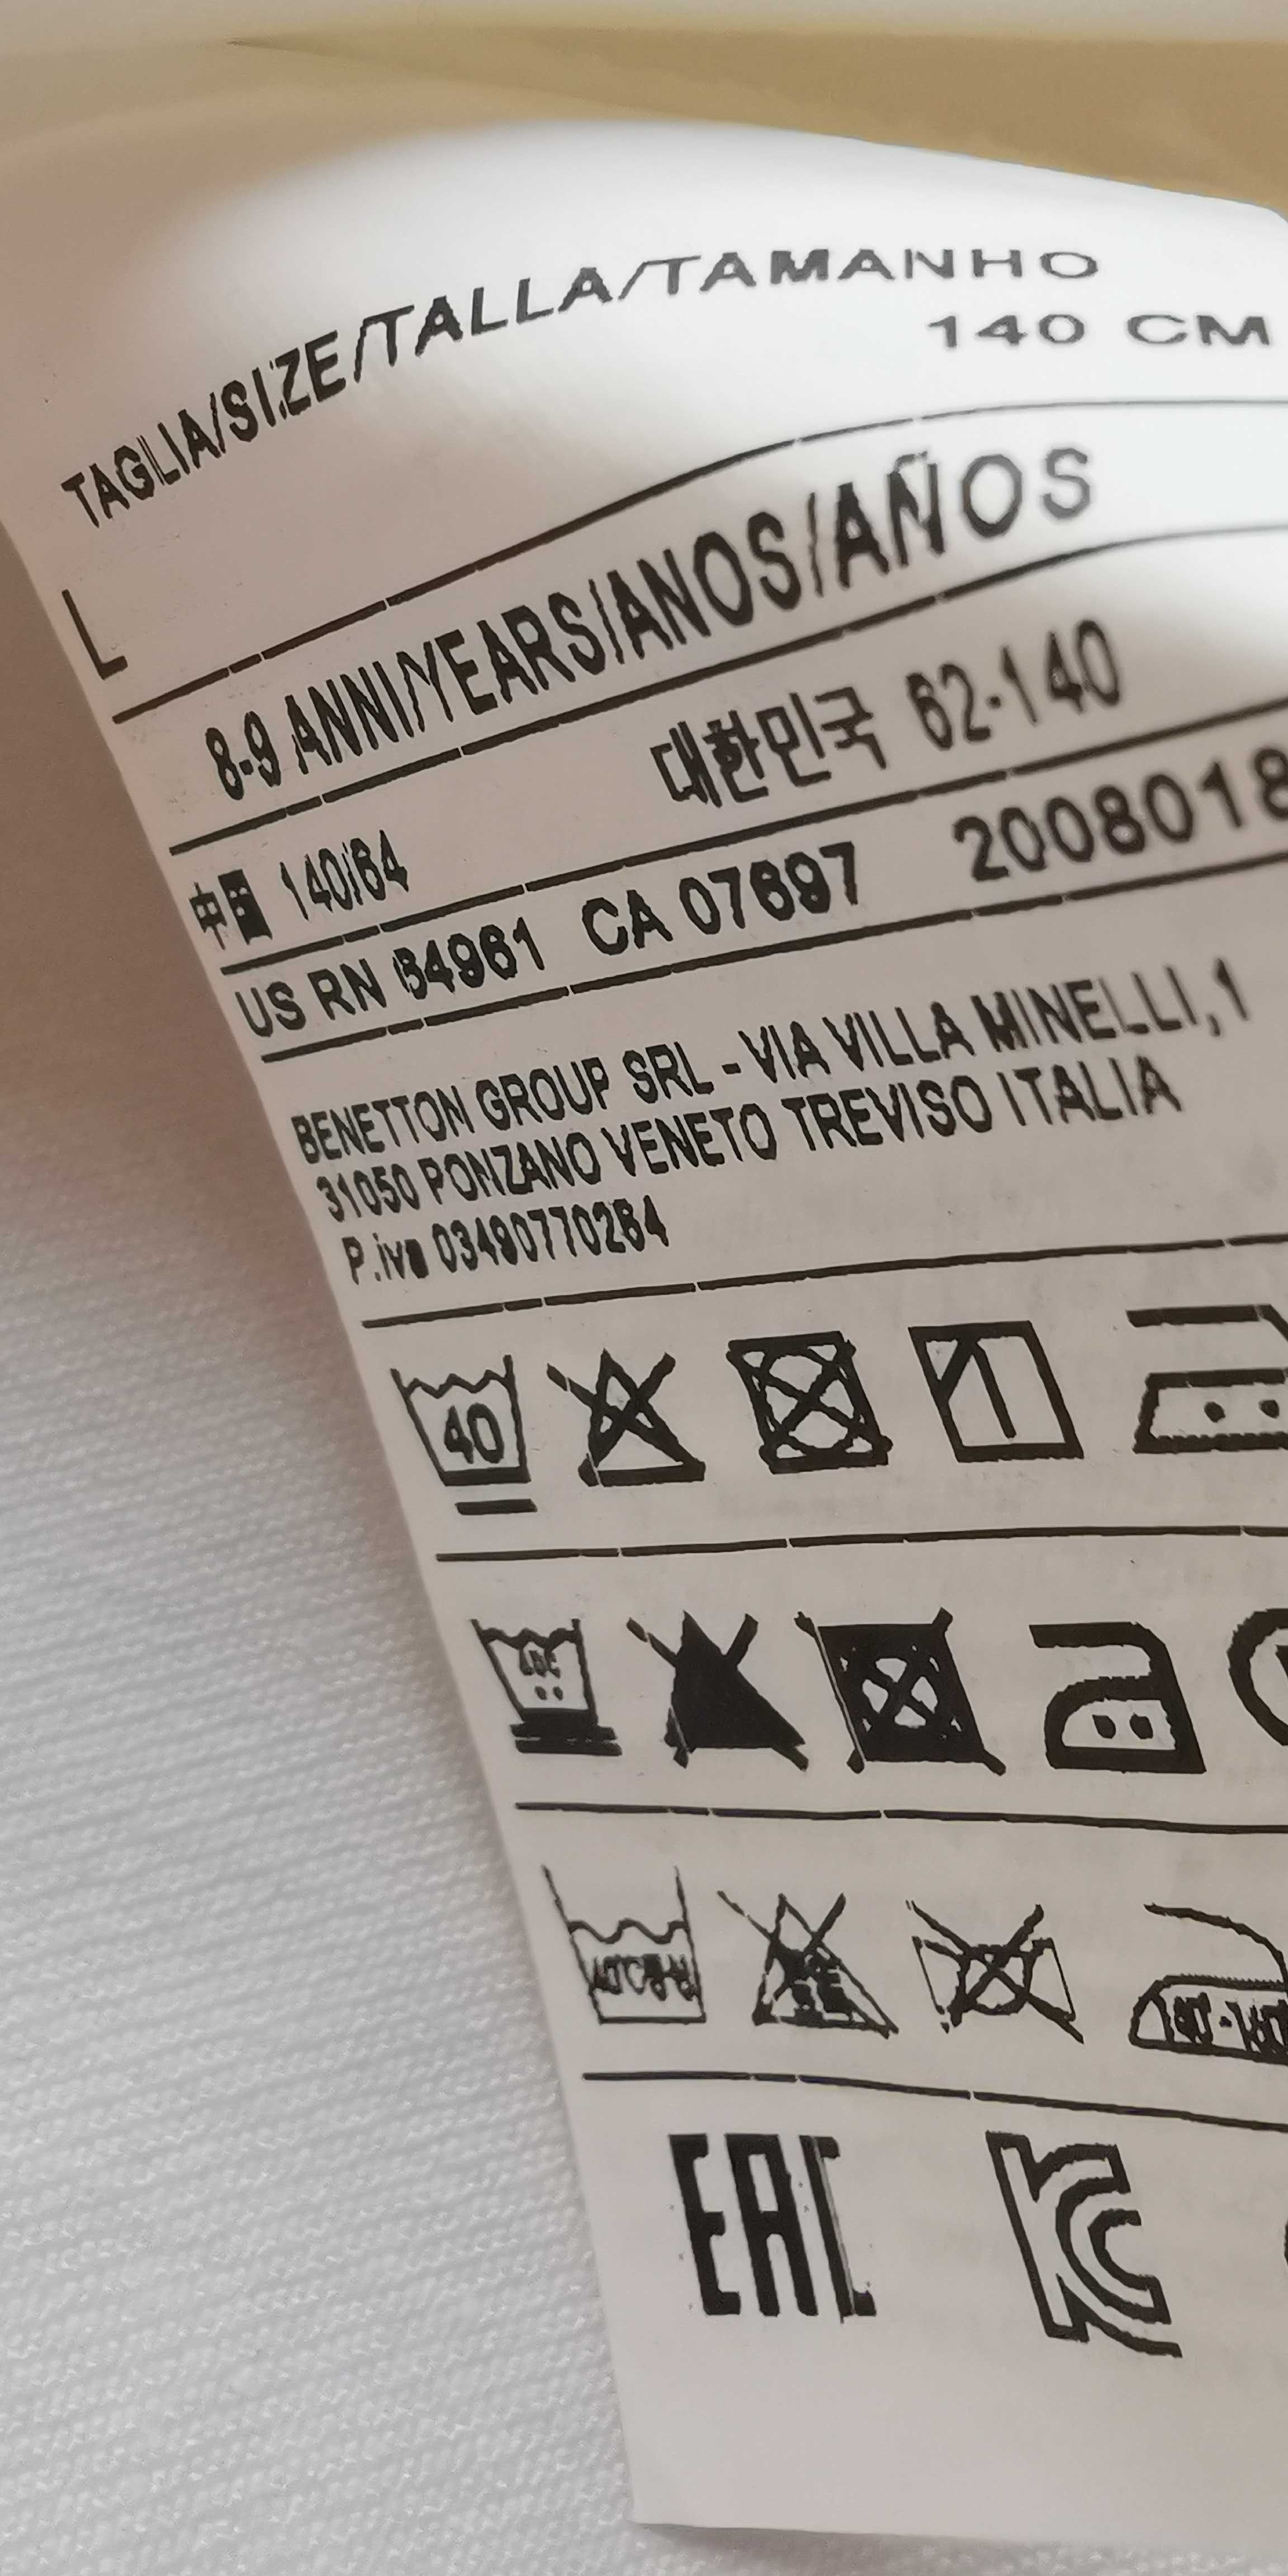 TAGLIA/SIZE/TALLA/TAMANHO
140 CM
L
8-9 ANNI/YEARS/ANOS/AÑOS
中国 140/64 대한민국 62-140
US RN 54961 CA 07697 2008018
BENETTON GROUP SRL - VIA VILLA MINELLI, 1
31050 PONZANO VENETO TREVISO ITALIA
P.iva 03490770264
40
EAC
KC